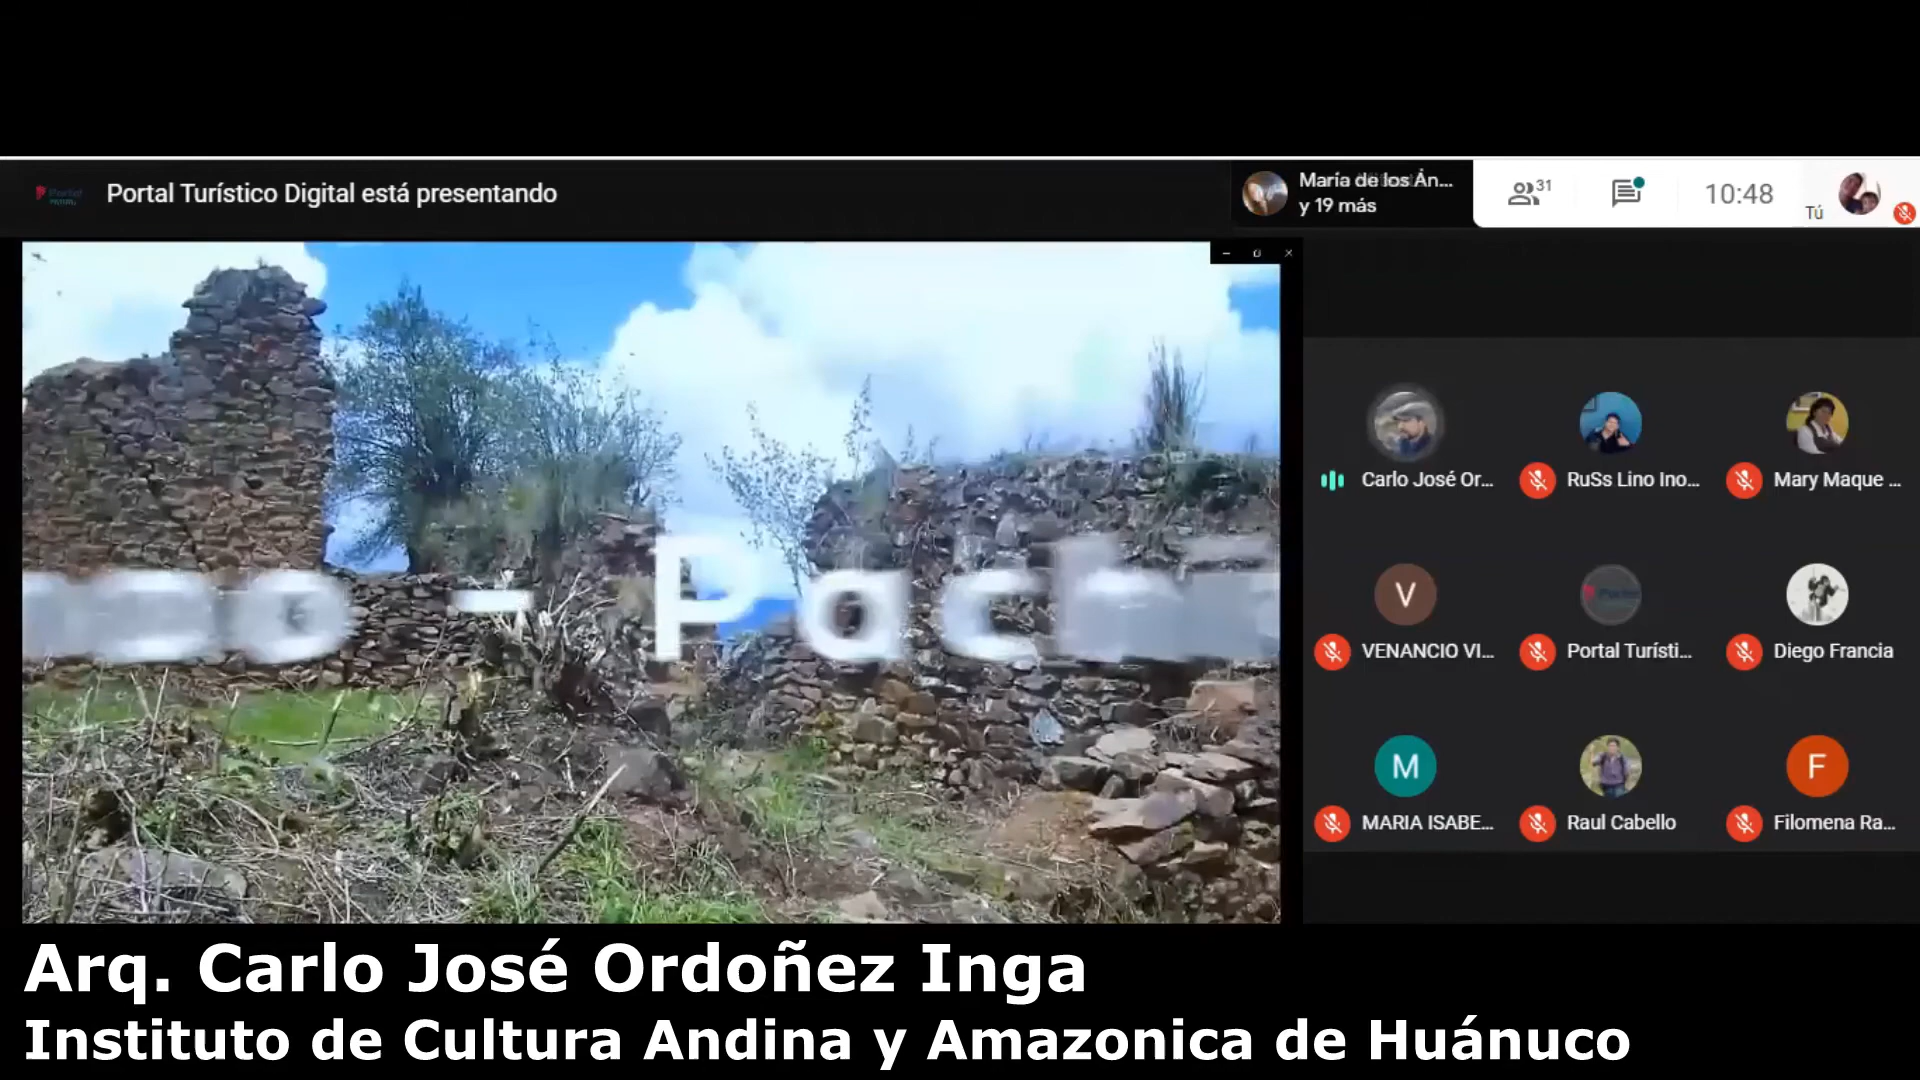 Portal Turístico Digital está presentando
María de los Án...
y 19 más
31
10:48
Tú
Carlo José Or...
RuSs Lino Ino...
Mary Maque ...
VENANCIO VI...
Portal Turísti...
Diego Francia
V
M
F
MARIA ISABE...
Raul Cabello
Filomena Ra...
- Pach
Arq. Carlo José Ordoñez Inga
Instituto de Cultura Andina y Amazonica de Huánuco